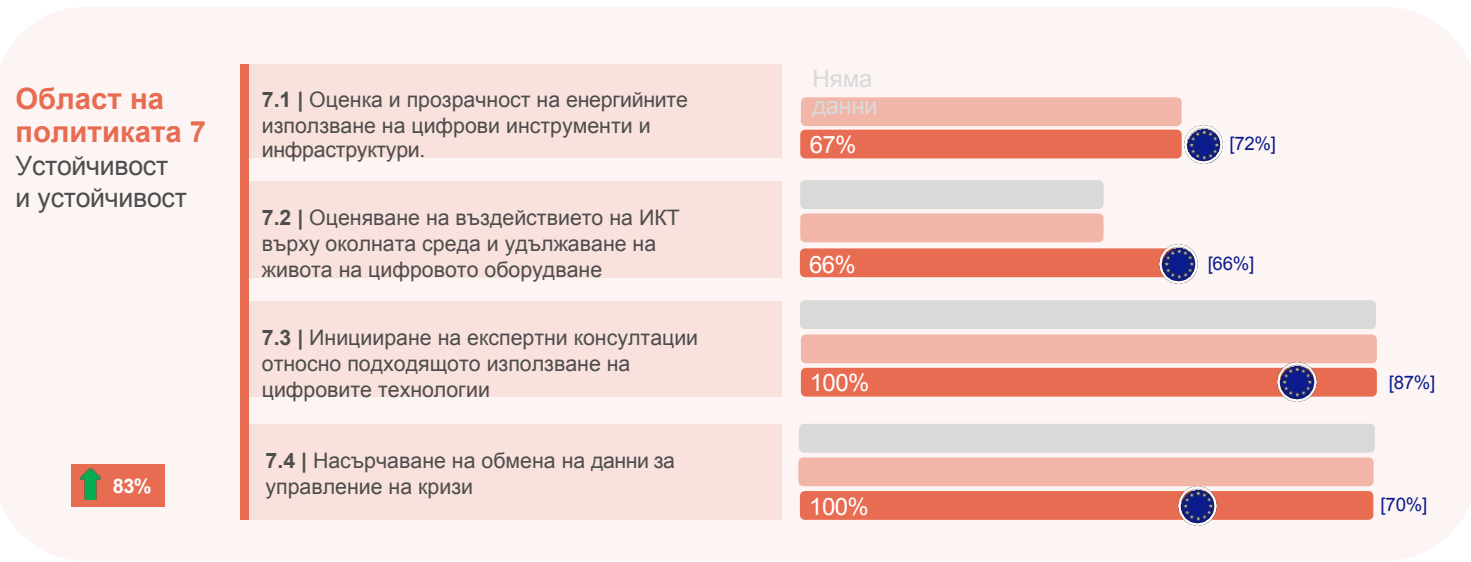 Област на
политиката 7
Устойчивост
и устойчивост
83%
7.1 | Оценка и прозрачност на енергийните
използване на цифрови инструменти и
инфраструктури.
Няма
данни
67%
[72%]
7.2 | Оценяване на въздействието на ИКТ
върху околната среда и удължаване на
живота на цифровото оборудване
66%
[66%]
7.3 | Иницииране на експертни консултации
относно подходящото използване на
цифровите технологии
100%
[87%]
7.4 | Насърчаване на обмена на данни за
управление на кризи
100%
[70%]